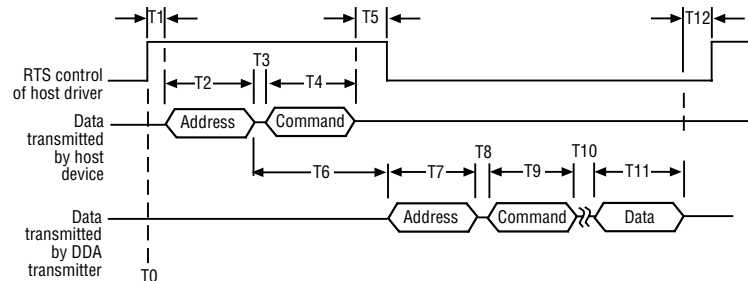 T1
T5
T12
RTS control
of host driver
T2
T3
T4
Data
transmitted
by host
device
Address
Command
T6
T7
T8
T9
T10
T11
Data
transmitted
by DDA
transmitter
Address
Command
Data
T0